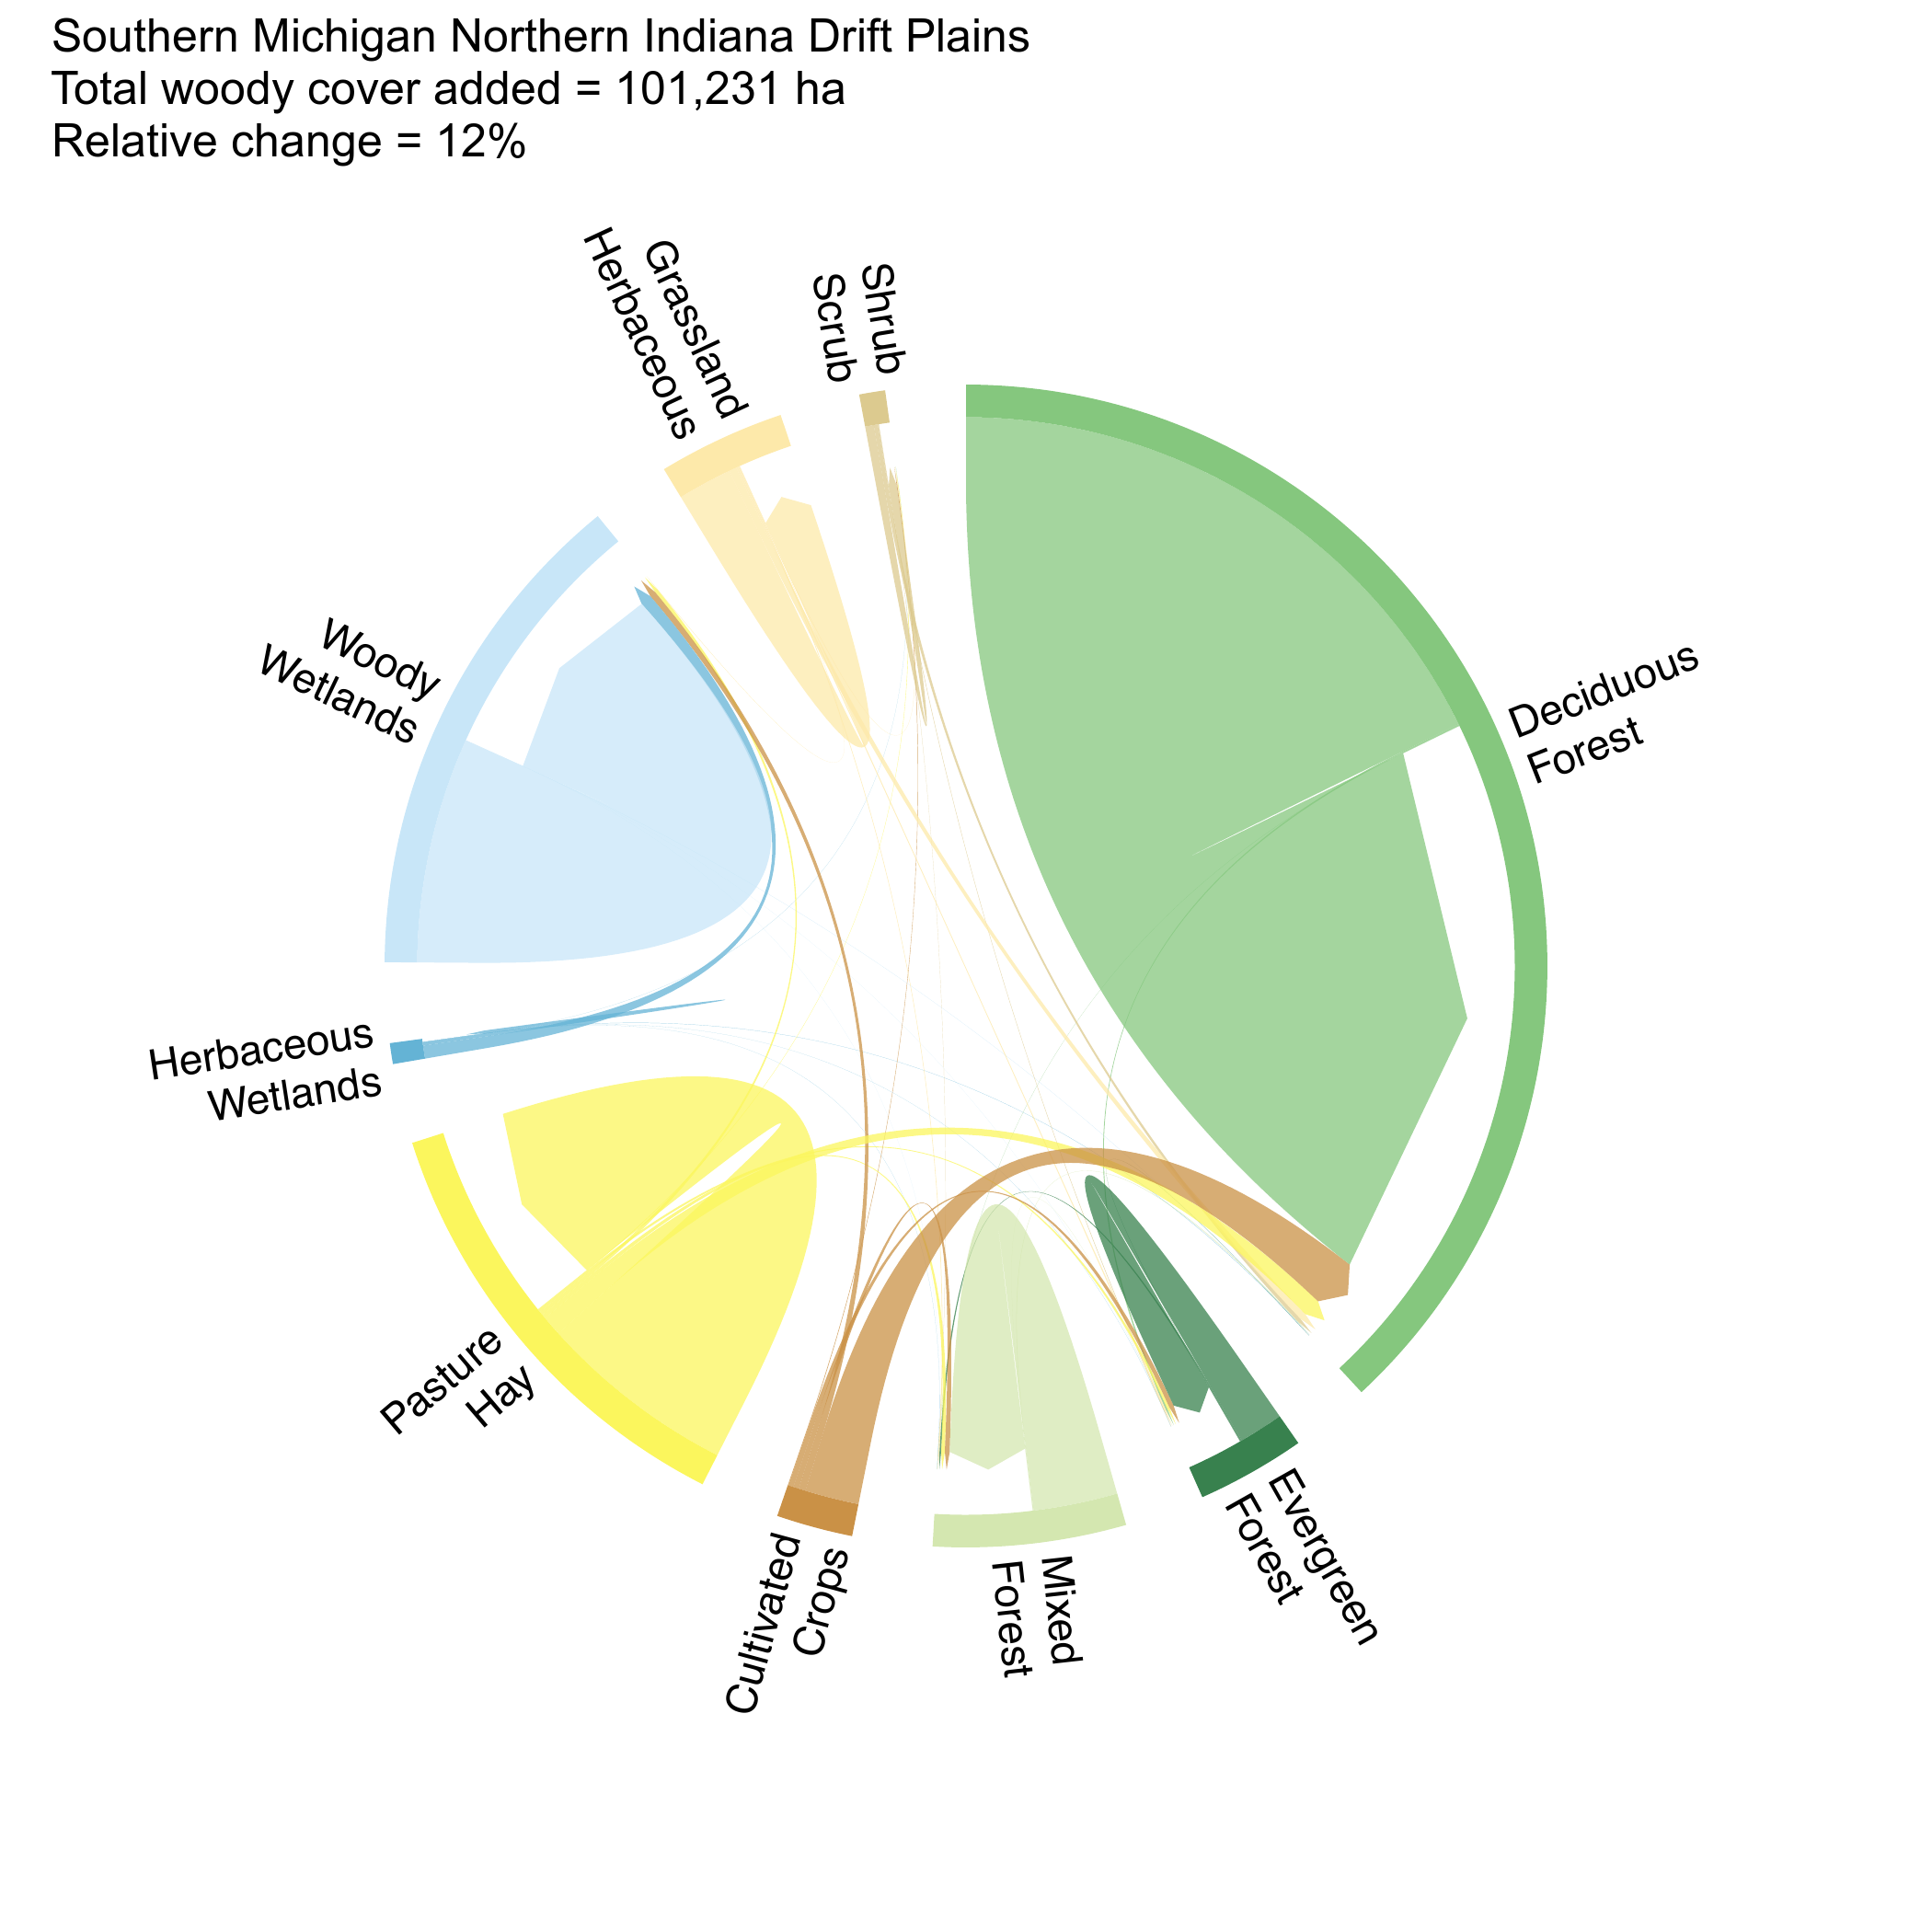 Southern Michigan Northern Indiana Drift Plains
Total woody cover added = 101,231 ha
Relative change = 12%
Grassland
Herbaceous
Shrub
Scrub
Deciduous
Forest
Woody
Wetlands
Herbaceous
Wetlands
Pasture
Hay
Cultivated
Crops
Mixed
Forest
Evergreen
Forest